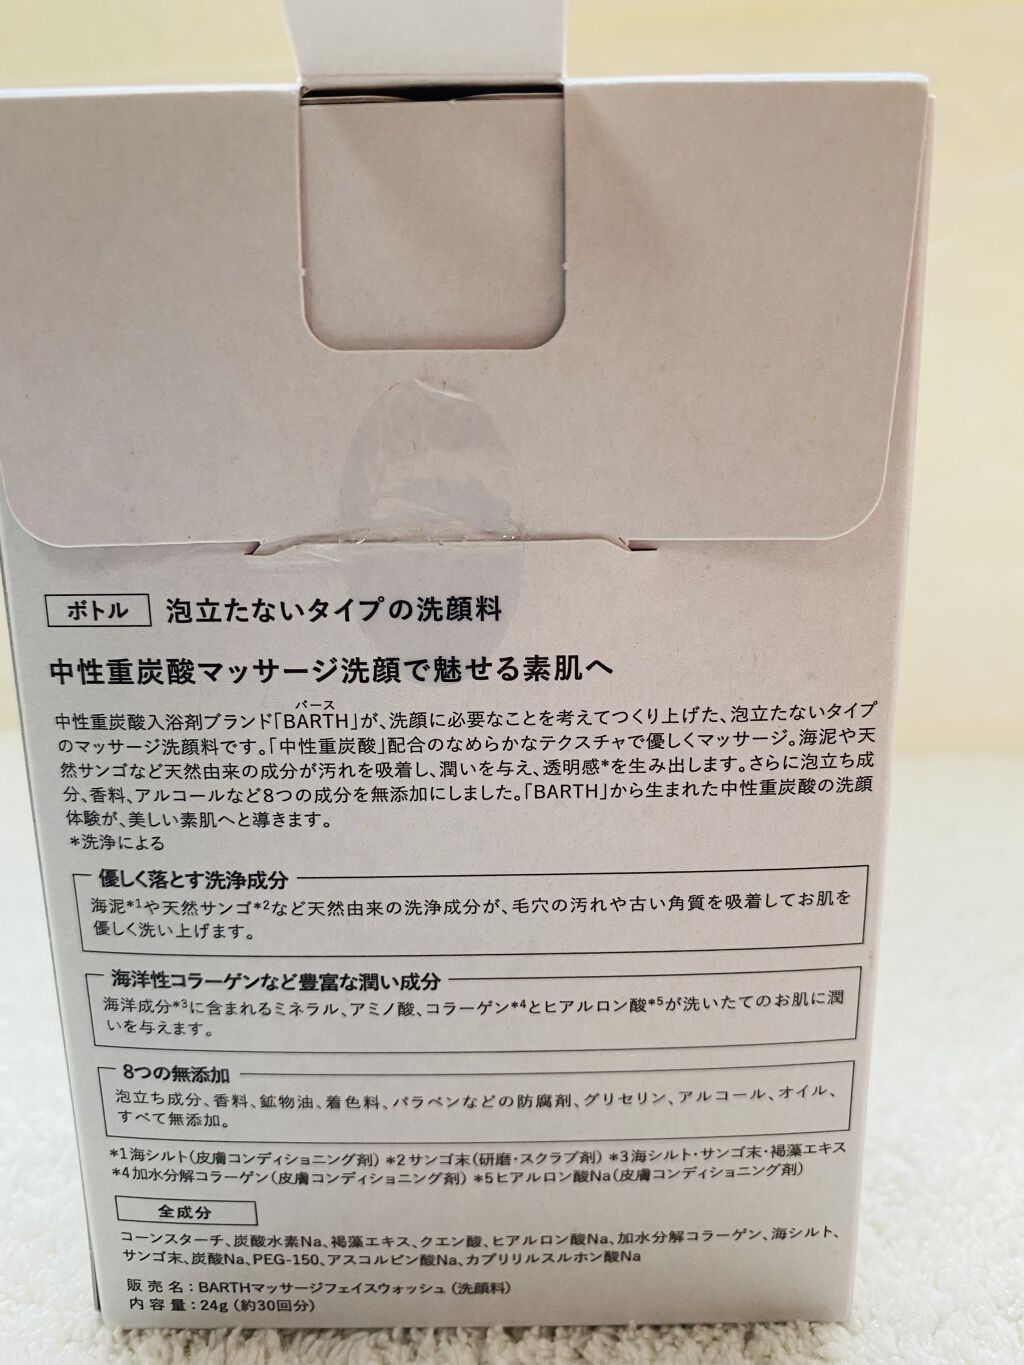 ボトル 泡立たないタイプの洗顔料
中性重炭酸マッサージ洗顔で魅せる素肌へ
バース
中性重炭酸入浴剤ブランド「BARTH」が、洗顔に必要なことを考えてつくり上げた、泡立たないタイプ
のマッサージ洗顔料です。「中性重炭酸」配合のなめらかなテクスチャで優しくマッサージ。海泥や天
然サンゴなど天然由来の成分が汚れを吸着し、潤いを与え、透明感*を生み出します。さらに泡立ち成
分、香料、アルコールなど8つの成分を無添加にしました。「BARTH」から生まれた中性重炭酸の洗顔
体験が、美しい素肌へと導きます。
*洗浄による
優しく落とす洗浄成分
海泥*1や天然サンゴ*2など天然由来の洗浄成分が、毛穴の汚れや古い角質を吸着してお肌を
優しく洗い上げます。
海洋性コラーゲンなど豊富な潤い成分
海洋成分*3に含まれるミネラル、アミノ酸、コラーゲン*4とヒアルロン酸*5が洗いたてのお肌に潤
いを与えます。
8つの無添加
泡立ち成分、香料、鉱物油、着色料、パラベンなどの防腐剤、グリセリン、アルコール、オイル、
すべて無添加。
*1海シルト(皮膚コンディショニング剤) *2サンゴ末(研磨・スクラブ剤) *3海シルト・サンゴ末・褐藻エキス
*4加水分解コラーゲン(皮膚コンディショニング剤) *5ヒアルロン酸Na(皮膚コンディショニング剤)
全成分
コーンスターチ、炭酸水素Na、褐藻エキス、クエン酸、ヒアルロン酸Na、加水分解コラーゲン、海シルト、
サンゴ末、炭酸Na、PEG-150、アスコルビン酸Na、カプリリルスルホン酸Na
販売名:BARTHマッサージフェイスウォッシュ(洗顔料)
内容量:24g(約30回分)